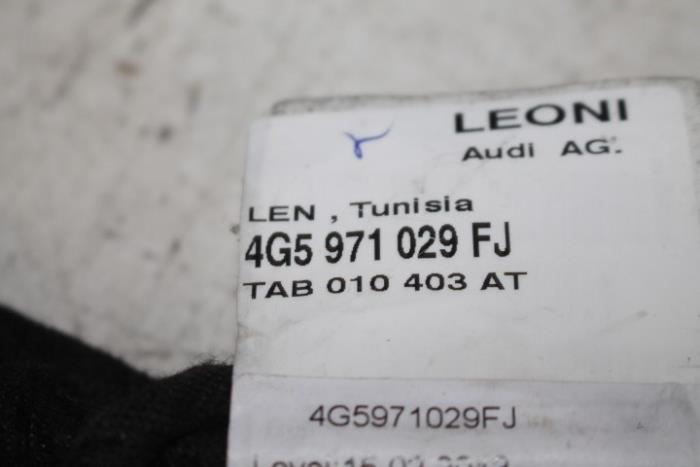 LEONI
Audi AG.
LEN , Tunisia
4G5 971 029 FJ
TAB 010 403 AT
4G5971029FJ